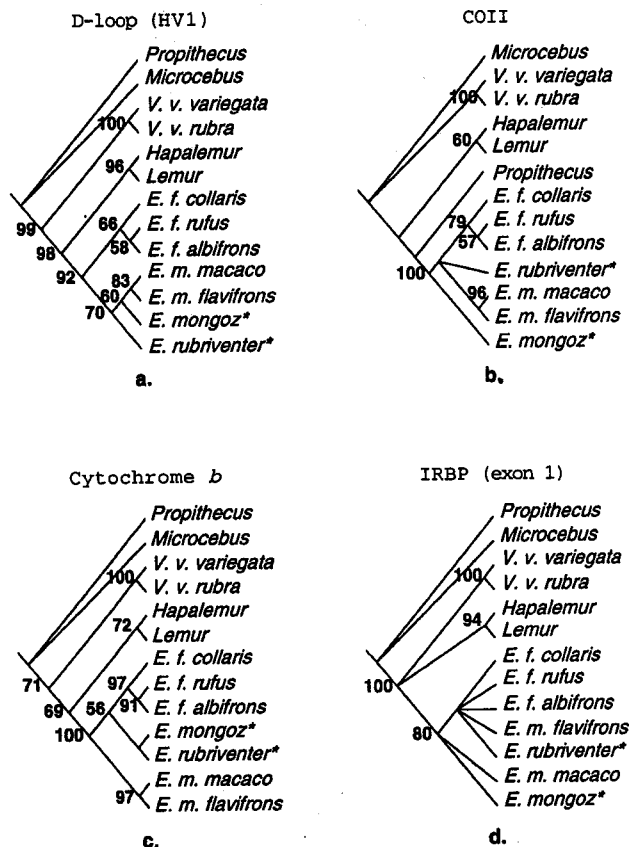 D-loop (HV1)
Propithecus
Microcebus
V. v. variegata
100
V. v. rubra
Hapalemur
96
Lemur
E. f. collaris
99
66
E. f. rufus
98
58
E. f. albifrons
92
83
E. m. macaco
60
E. m. flavifrons
70
E. mongoz*
E. rubriventer*
a.
COII
Microcebus
V. v. variegata
100
V. v. rubra
Hapalemur
60
Lemur
Propithecus
E. f. collaris
79
E. f. rufus
57
E. f. albifrons
100
E. rubriventer*
96
E. m. macaco
E. m. flavifrons
E. mongoz*
b.
Cytochrome b
Propithecus
Microcebus
V. v. variegata
100
V. v. rubra
Hapalemur
72
Lemur
E. f. collaris
71
97
E. f. rufus
69
56
91
E. f. albifrons
100
E. mongoz*
E. rubriventer*
E. m. macaco
97
E. m. flavifrons
c.
IRBP (exon 1)
Propithecus
Microcebus
V. v. variegata
100
V. v. rubra
Hapalemur
94
Lemur
E. f. collaris
100
E. f. rufus
E. f. albifrons
80
E. m. flavifrons
E. rubriventer*
E. m. macaco
E. mongoz*
d.